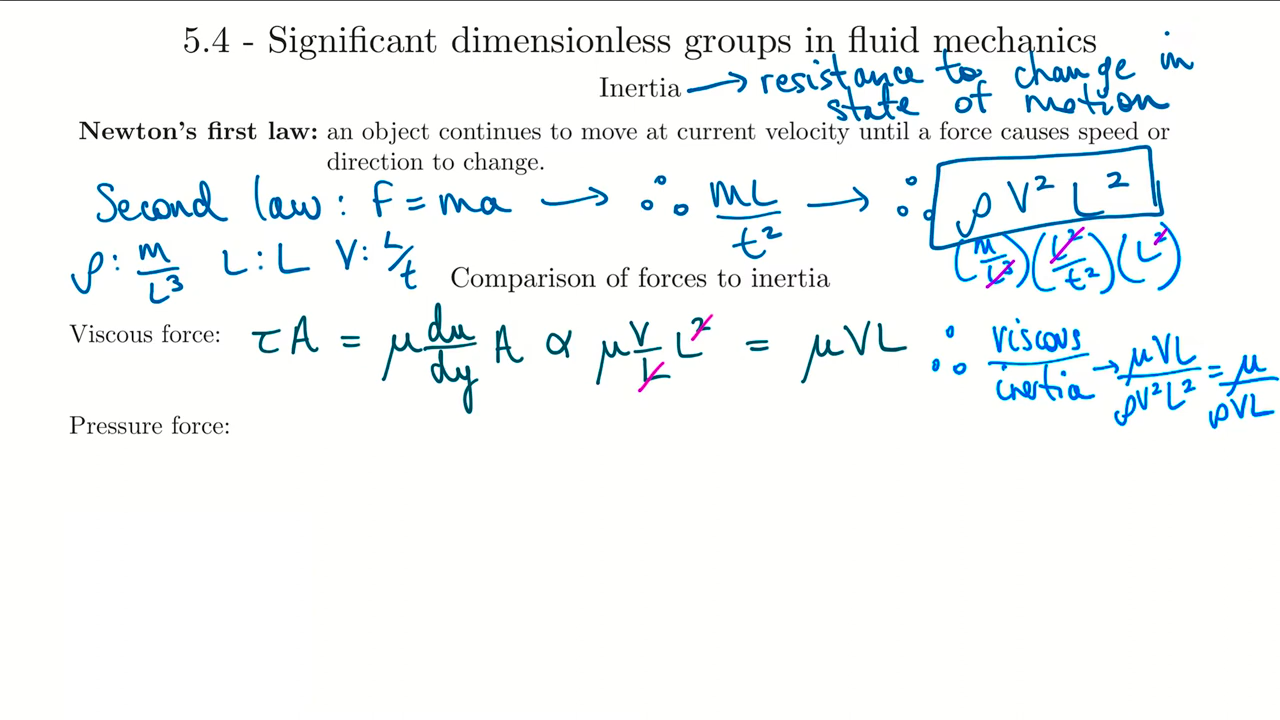 5.4 - Significant dimensionless groups in fluid mechanics
Inertia → resistance to change in
state of motion
Newton's first law: an object continues to move at current velocity until a force causes speed or
direction to change.
Second law: F = ma → ∴ mL/t² → ∴ ρ V² L²
ρ: m/L³ L: L V: L/t (m/L³)(L²/t²)(L²)
Comparison of forces to inertia
Viscous force: τA = μ du/dy A ∝ μ V/L L² = μVL ∴ viscous/inertia → μVL/ρV²L² = μ/ρVL
Pressure force: